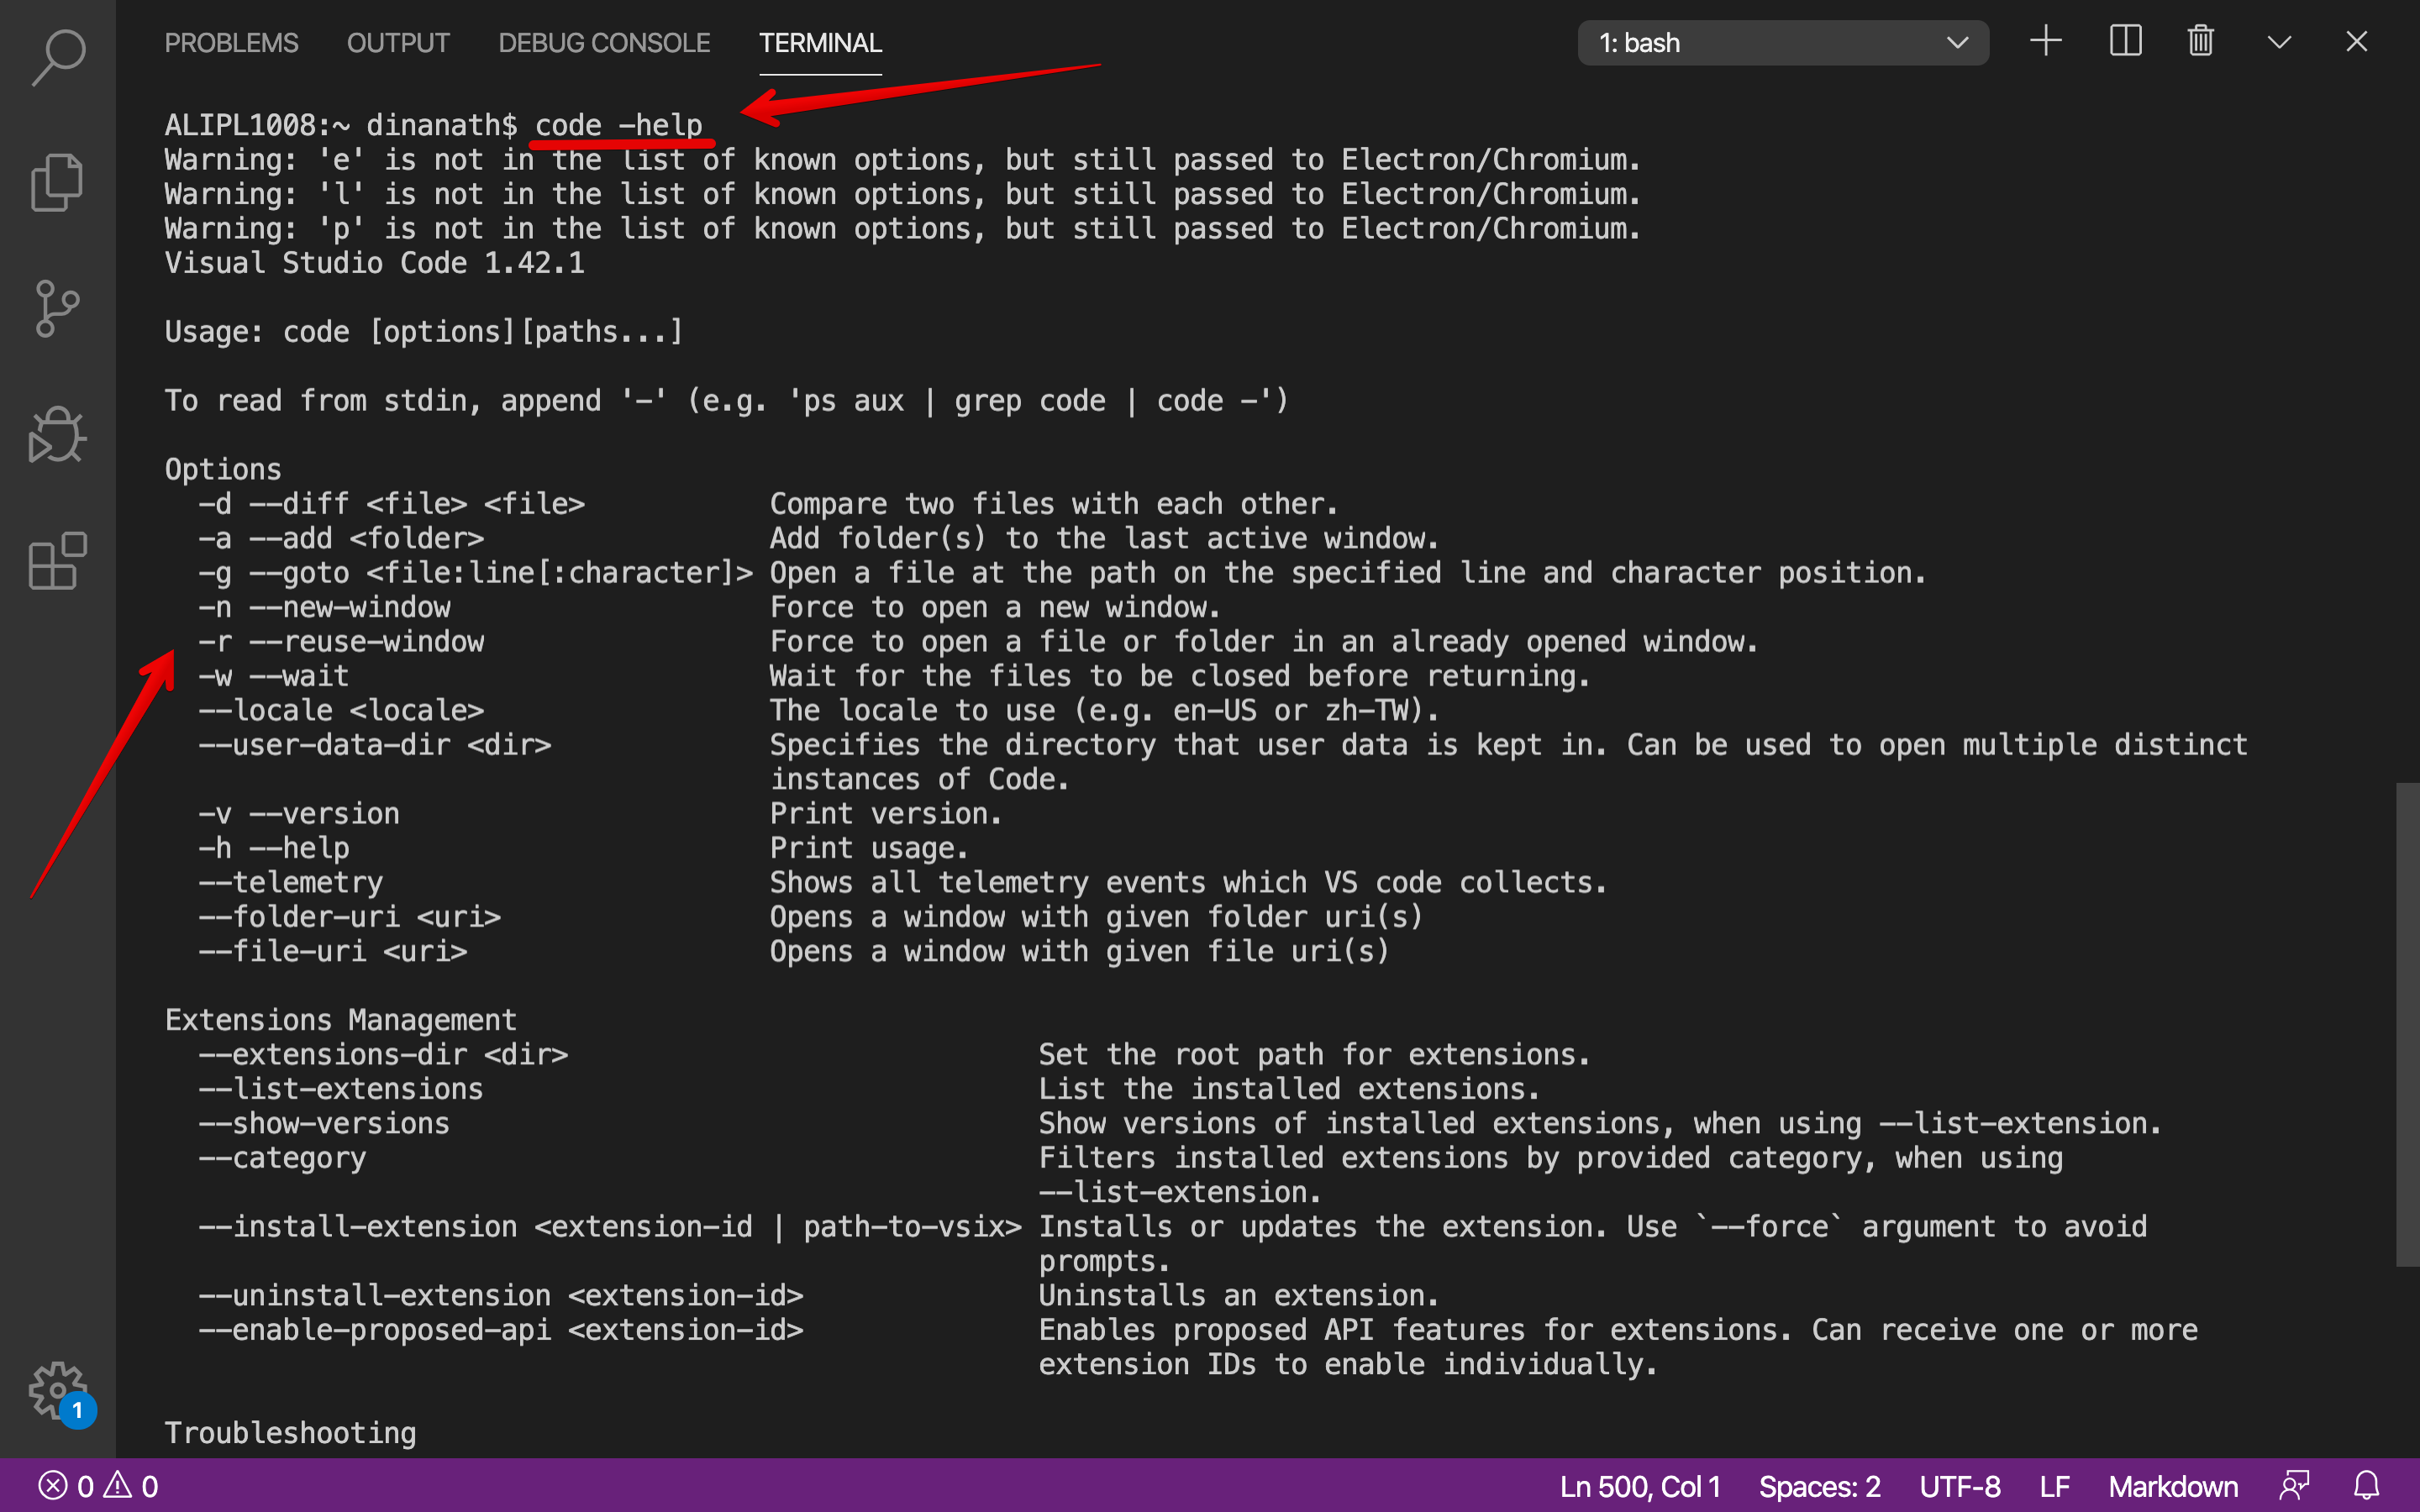 PROBLEMS OUTPUT DEBUG CONSOLE TERMINAL 1: bash
ALIPL1008:~ dinanath$ code -help
Warning: 'e' is not in the list of known options, but still passed to Electron/Chromium.
Warning: 'l' is not in the list of known options, but still passed to Electron/Chromium.
Warning: 'p' is not in the list of known options, but still passed to Electron/Chromium.
Visual Studio Code 1.42.1
Usage: code [options][paths...]
To read from stdin, append '-' (e.g. 'ps aux | grep code | code -')
Options
-d --diff <file> <file> Compare two files with each other.
-a --add <folder> Add folder(s) to the last active window.
-g --goto <file:line[:character]> Open a file at the path on the specified line and character position.
-n --new-window Force to open a new window.
-r --reuse-window Force to open a file or folder in an already opened window.
-w --wait Wait for the files to be closed before returning.
--locale <locale> The locale to use (e.g. en-US or zh-TW).
--user-data-dir <dir> Specifies the directory that user data is kept in. Can be used to open multiple distinct
instances of Code.
-v --version Print version.
-h --help Print usage.
--telemetry Shows all telemetry events which VS code collects.
--folder-uri <uri> Opens a window with given folder uri(s)
--file-uri <uri> Opens a window with given file uri(s)
Extensions Management
--extensions-dir <dir> Set the root path for extensions.
--list-extensions List the installed extensions.
--show-versions Show versions of installed extensions, when using --list-extension.
--category Filters installed extensions by provided category, when using
--list-extension.
--install-extension <extension-id | path-to-vsix> Installs or updates the extension. Use `--force` argument to avoid
prompts.
--uninstall-extension <extension-id> Uninstalls an extension.
--enable-proposed-api <extension-id> Enables proposed API features for extensions. Can receive one or more
extension IDs to enable individually.
1
Troubleshooting
0 0 Ln 500, Col 1 Spaces: 2 UTF-8 LF Markdown